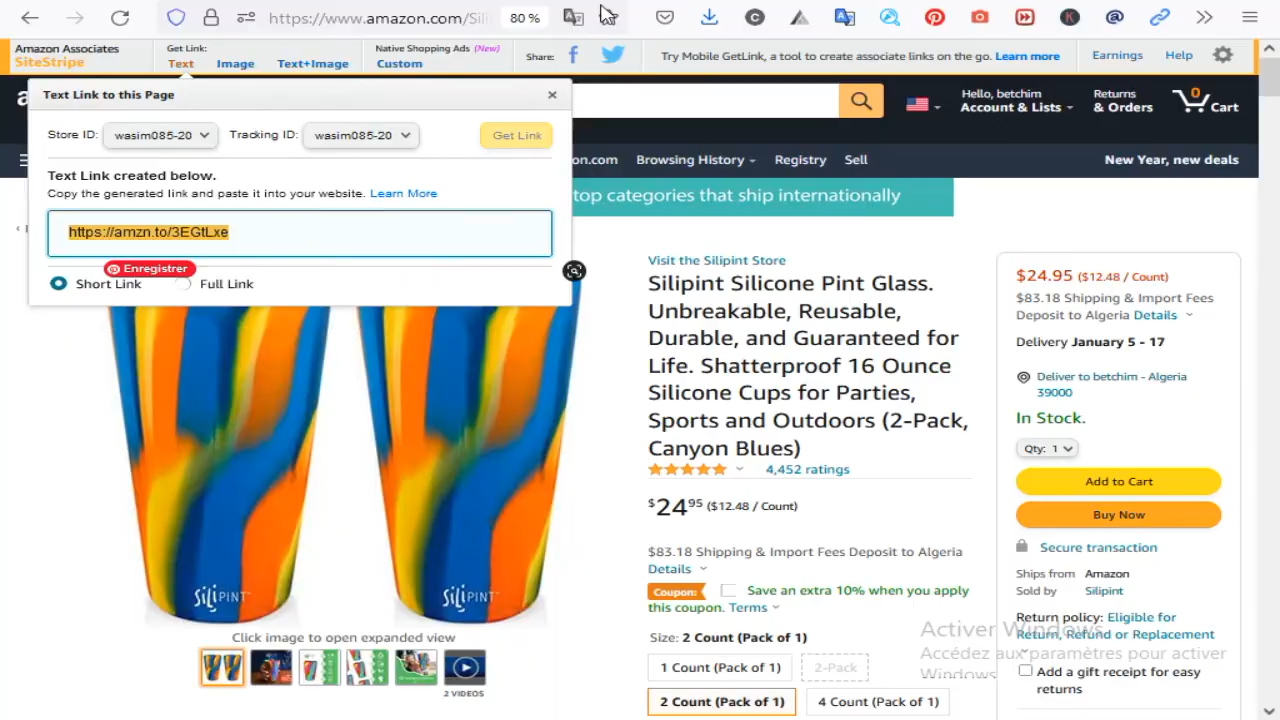 https://www.amazon.com/Sili
80 %
Amazon Associates
SiteStripe
Get Link:
Text
Image
Text+Image
Native Shopping Ads (New)
Custom
Share:
Try Mobile GetLink, a tool to create associate links on the go. Learn more
Earnings
Help
Text Link to this Page
Store ID: wasim085-20
Tracking ID: wasim085-20
Get Link
Text Link created below.
Copy the generated link and paste it into your website. Learn More
https://amzn.to/3EGtLxe
Enregistrer
Short Link
Full Link
Hello, betchim
Account & Lists
Returns
& Orders
0
Cart
on.com
Browsing History
Registry
Sell
New Year, new deals
top categories that ship internationally
Visit the Silipint Store
Silipint Silicone Pint Glass.
Unbreakable, Reusable,
Durable, and Guaranteed for
Life. Shatterproof 16 Ounce
Silicone Cups for Parties,
Sports and Outdoors (2-Pack,
Canyon Blues)
4,452 ratings
$24.95 ($12.48 / Count)
$83.18 Shipping & Import Fees Deposit to Algeria
Details
Coupon: Save an extra 10% when you apply
this coupon. Terms
Size: 2 Count (Pack of 1)
1 Count (Pack of 1)
2-Pack
2 Count (Pack of 1)
4 Count (Pack of 1)
SiLiPINT
SiLiPINT
Click image to open expanded view
2 VIDEOS
$24.95 ($12.48 / Count)
$83.18 Shipping & Import Fees
Deposit to Algeria Details
Delivery January 5 - 17
Deliver to betchim - Algeria
39000
In Stock.
Qty: 1
Add to Cart
Buy Now
Secure transaction
Ships from Amazon
Sold by Silipint
Return policy: Eligible for
Return, Refund or Replacement
Add a gift receipt for easy
returns
Activer Windows
Accédez aux paramètres pour activer
Windows